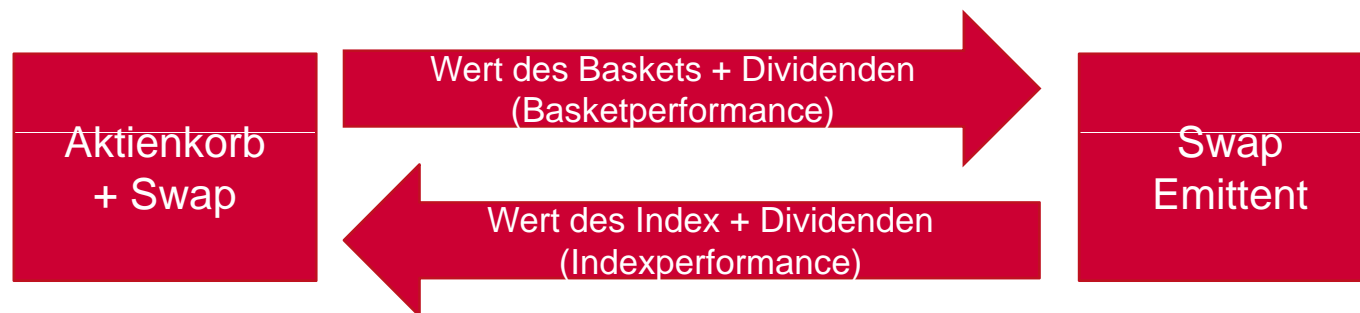 Wert des Baskets + Dividenden
(Basketperformance)
Aktienkorb
+ Swap
Swap
Emittent
Wert des Index + Dividenden
(Indexperformance)